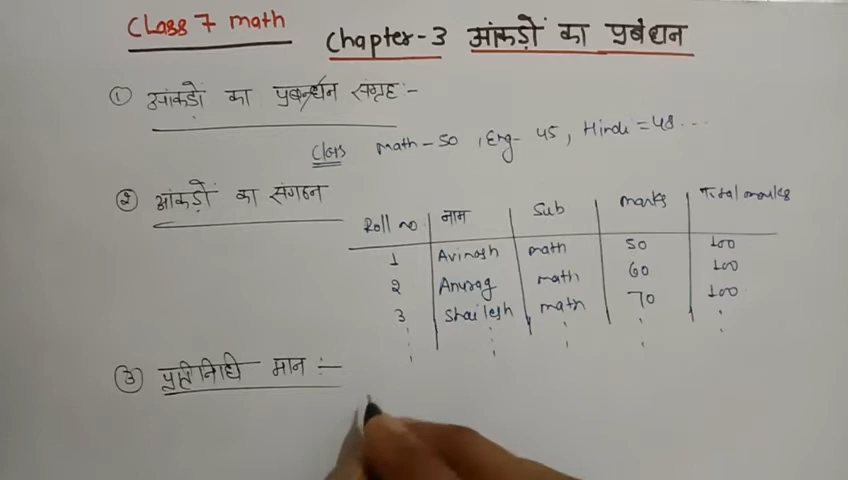 Class 7 math
Chapter-3 आंकड़ों का प्रबंधन
① आंकड़ो का संग्रह:-
Class math - 50 , Eng - 45 , Hindi = 48 ...
② आंकड़ों का संगठन
Roll no नाम Sub marks Total marks
1 Avinash math 50 100
2 Anurag math 60 100
3 Shailesh math 70 100
③ प्रतिनिधि मान :-